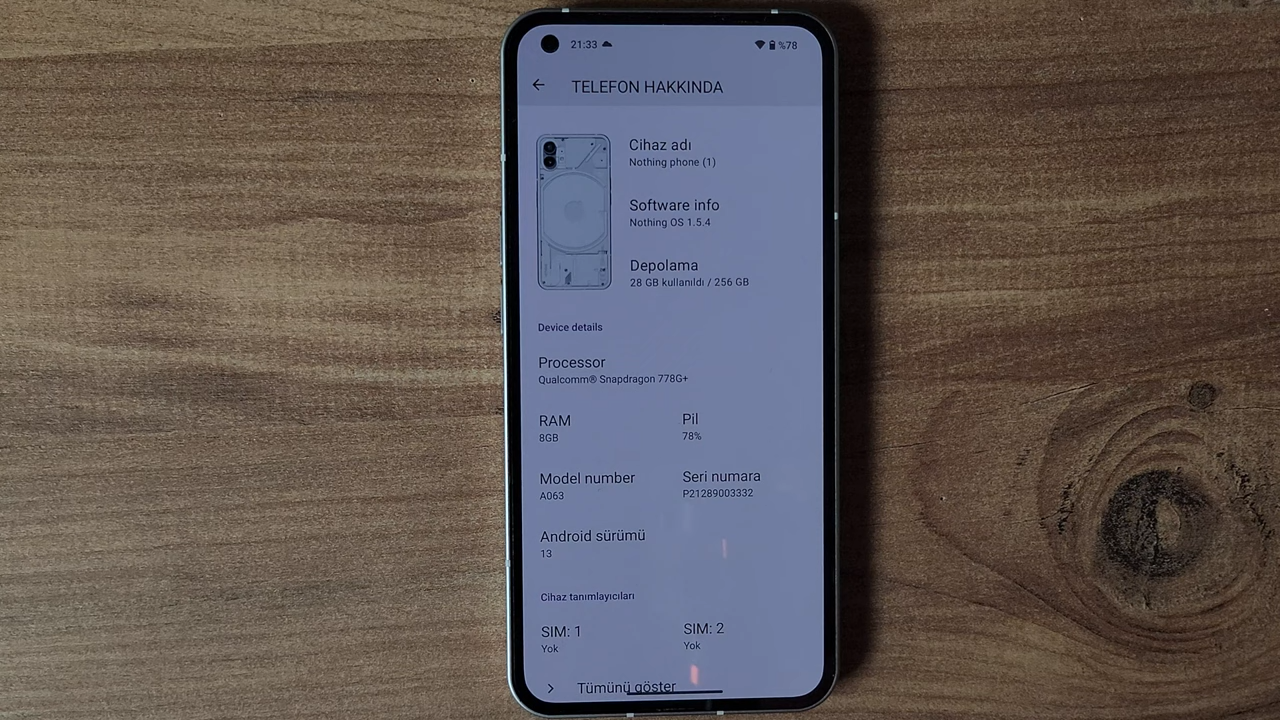 21:33
%78
TELEFON HAKKINDA
Cihaz adı
Nothing phone (1)
Software info
Nothing OS 1.5.4
Depolama
28 GB kullanıldı / 256 GB
Device details
Processor
Qualcomm® Snapdragon 778G+
RAM
8GB
Pil
78%
Model number
A063
Seri numara
P21289003332
Android sürümü
13
Cihaz tanımlayıcıları
SIM: 1
Yok
SIM: 2
Yok
Tümünü göster